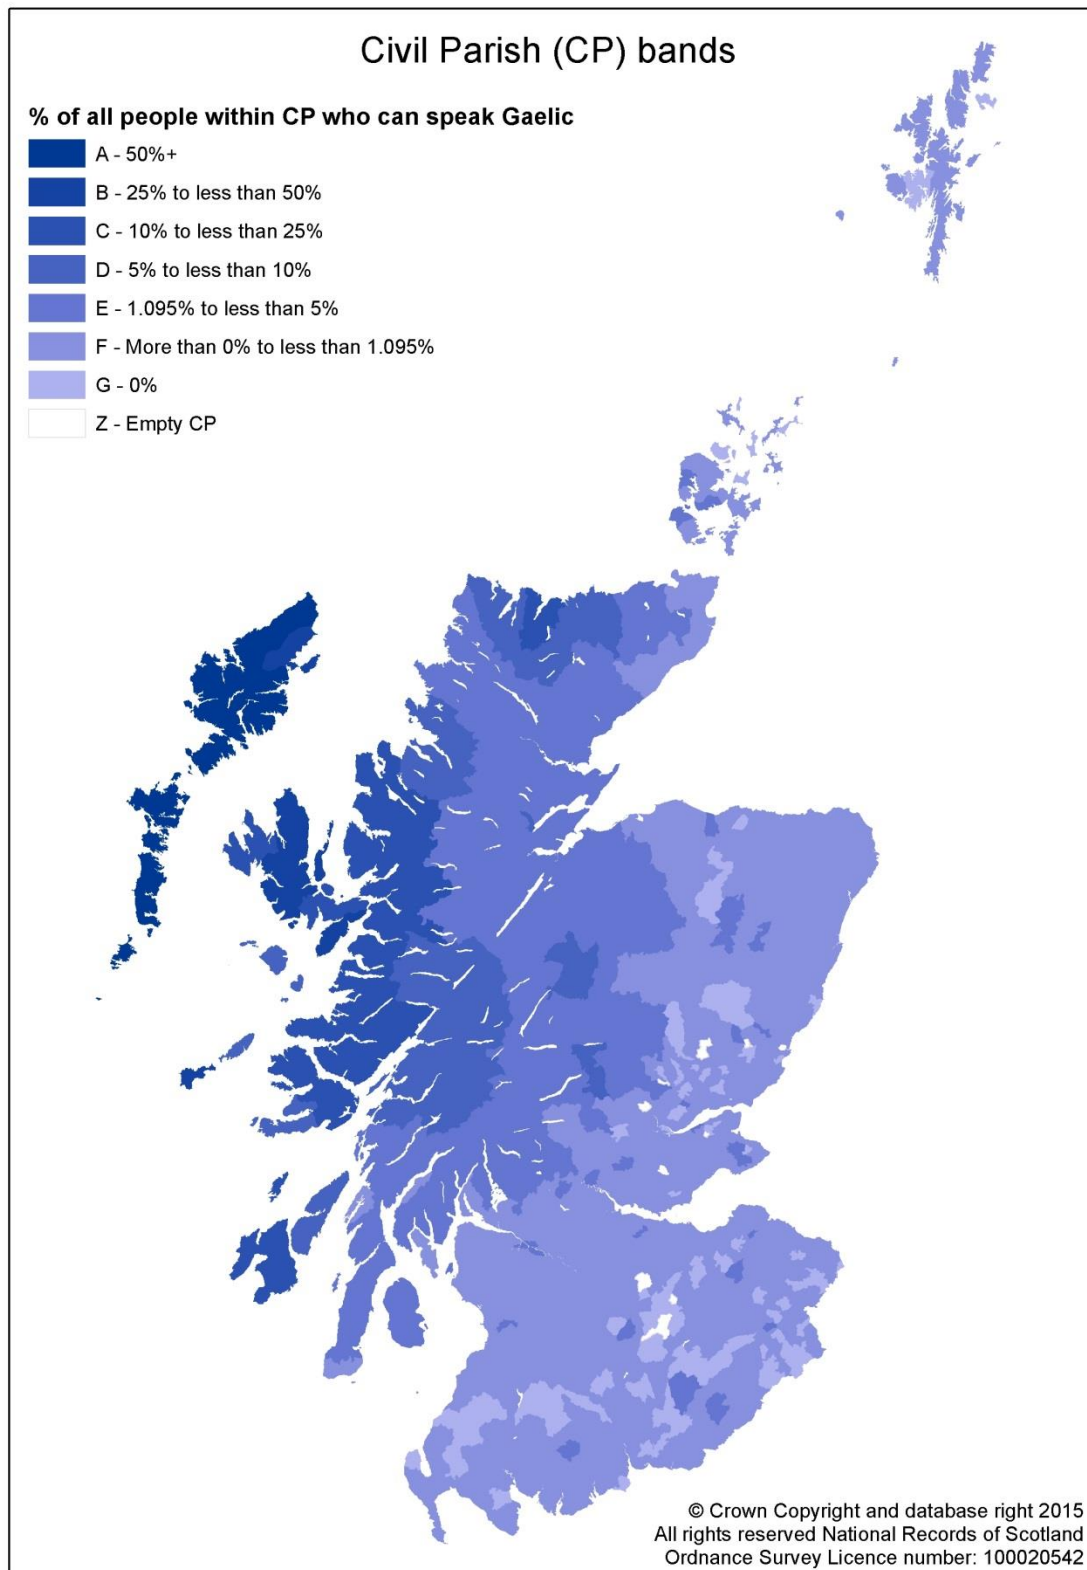 Civil Parish (CP) bands
% of all people within CP who can speak Gaelic
A - 50%+
B - 25% to less than 50%
C - 10% to less than 25%
D - 5% to less than 10%
E - 1.095% to less than 5%
F - More than 0% to less than 1.095%
G - 0%
Z - Empty CP
© Crown Copyright and database right 2015
All rights reserved National Records of Scotland
Ordnance Survey Licence number: 100020542